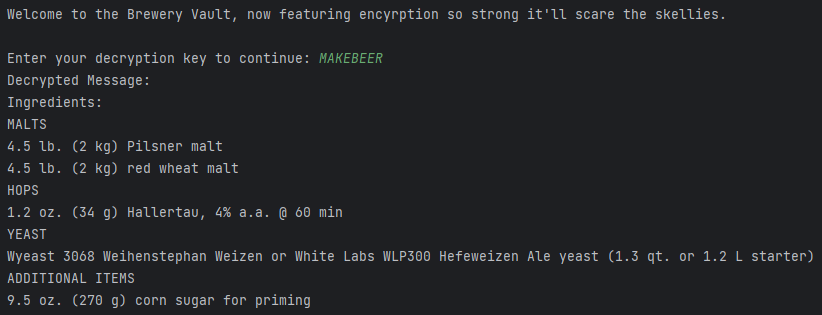 Welcome to the Brewery Vault, now featuring encyrption so strong it'll scare the skellies.
Enter your decryption key to continue: MAKEBEER
Decrypted Message:
Ingredients:
MALTS
4.5 lb. (2 kg) Pilsner malt
4.5 lb. (2 kg) red wheat malt
HOPS
1.2 oz. (34 g) Hallertau, 4% a.a. @ 60 min
YEAST
Wyeast 3068 Weihenstephan Weizen or White Labs WLP300 Hefeweizen Ale yeast (1.3 qt. or 1.2 L starter)
ADDITIONAL ITEMS
9.5 oz. (270 g) corn sugar for priming